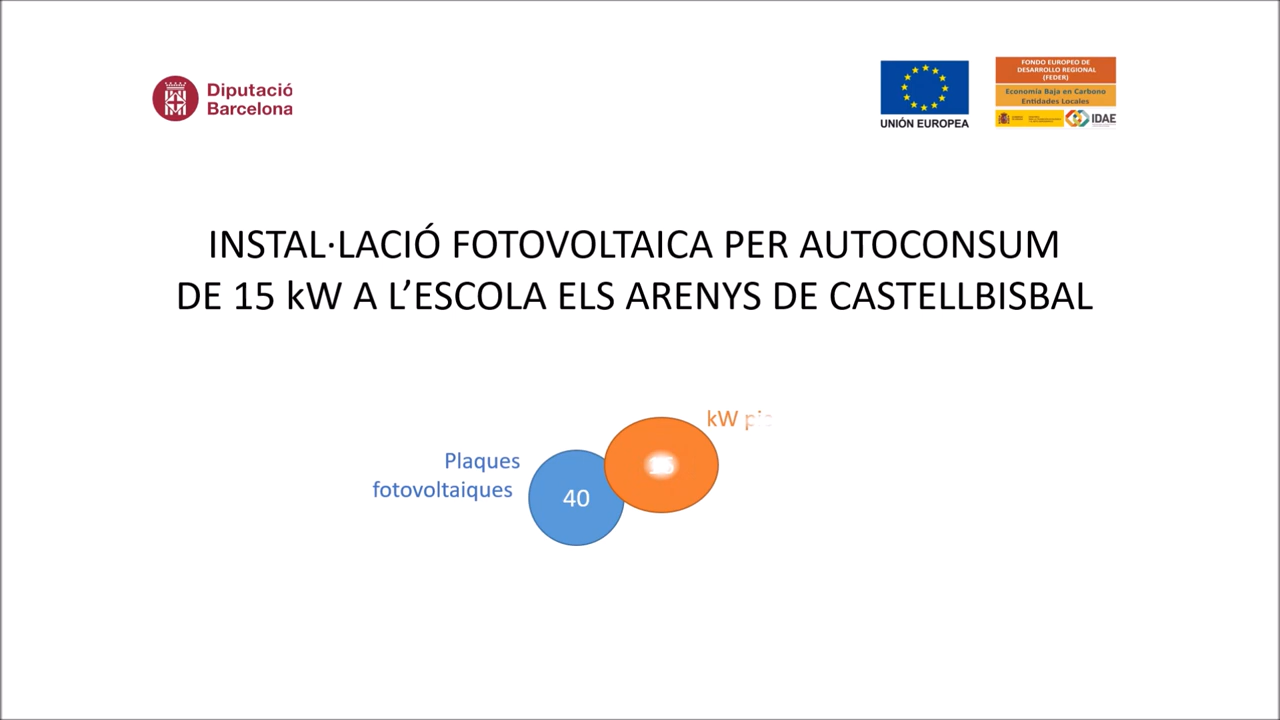 Diputació
Barcelona
UNIÓN EUROPEA
FONDO EUROPEO DE
DESARROLLO REGIONAL
(FEDER)
Economía Baja en Carbono
Entidades Locales
IDAE
INSTAL·LACIÓ FOTOVOLTAICA PER AUTOCONSUM
DE 15 kW A L’ESCOLA ELS ARENYS DE CASTELLBISBAL
kW
Plaques
fotovoltaiques
40